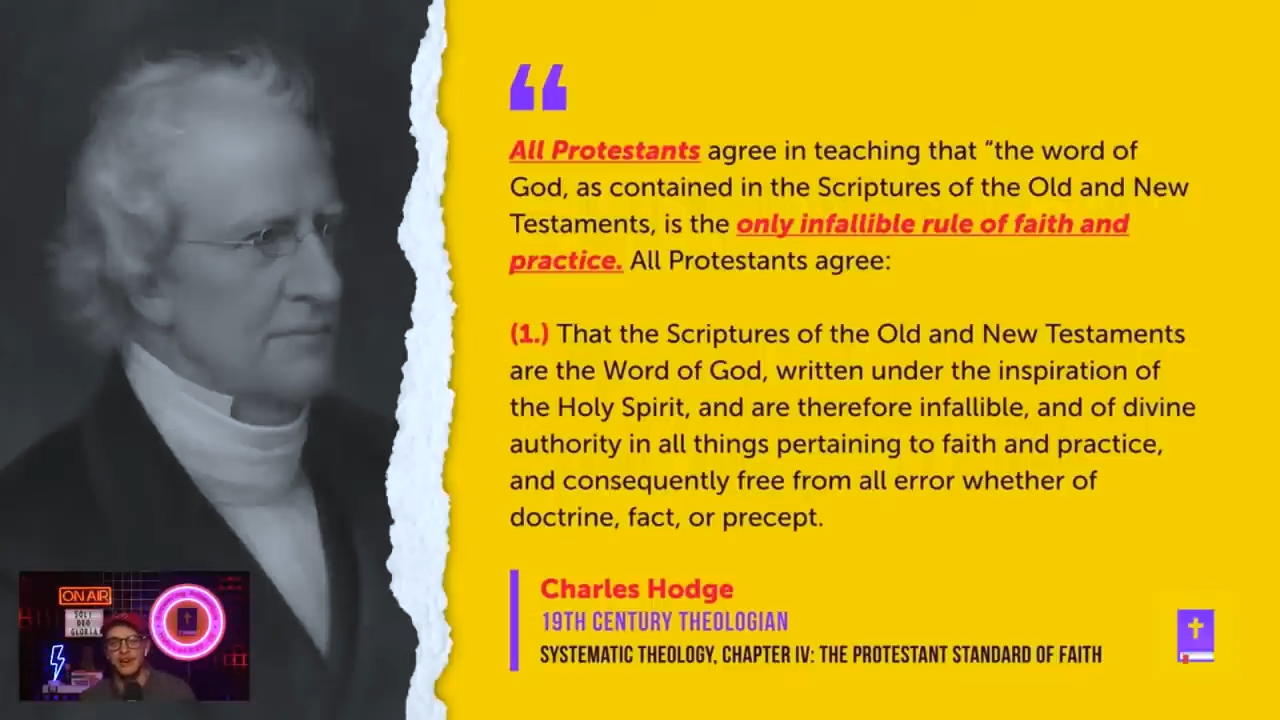 All Protestants agree in teaching that “the word of
God, as contained in the Scriptures of the Old and New
Testaments, is the only infallible rule of faith and
practice. All Protestants agree:
(1.) That the Scriptures of the Old and New Testaments
are the Word of God, written under the inspiration of
the Holy Spirit, and are therefore infallible, and of divine
authority in all things pertaining to faith and practice,
and consequently free from all error whether of
doctrine, fact, or precept.
Charles Hodge
19TH CENTURY THEOLOGIAN
SYSTEMATIC THEOLOGY, CHAPTER IV: THE PROTESTANT STANDARD OF FAITH
ON AIR
SOLI
DEO
GLORIA